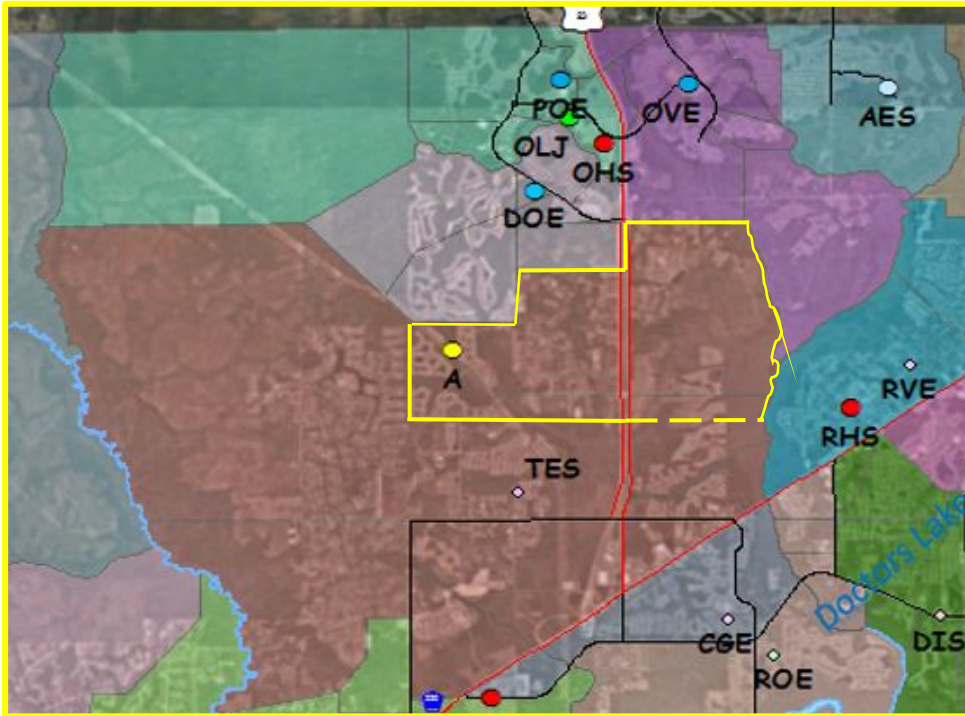 POE
OVE
AES
OLJ
OHS
DOE
A
RVE
RHS
TES
Doctors Lake
CGE
DIS
ROE